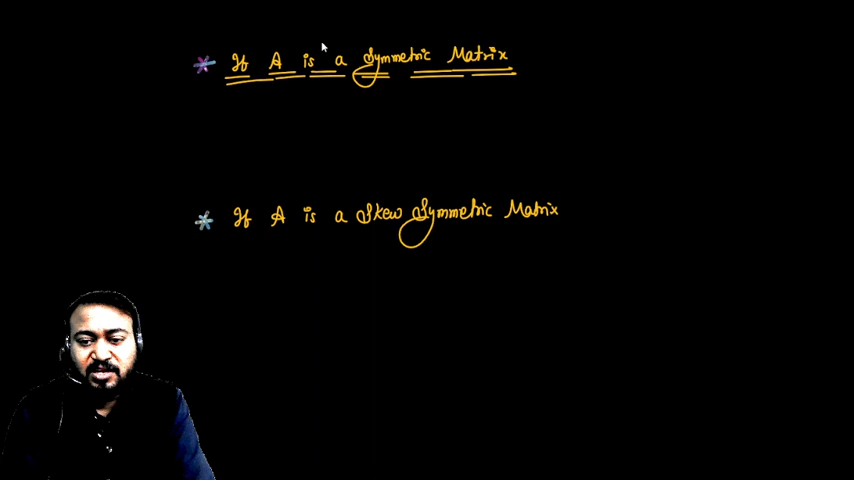 * If A is a Symmetric Matrix
* If A is a Skew Symmetric Matrix